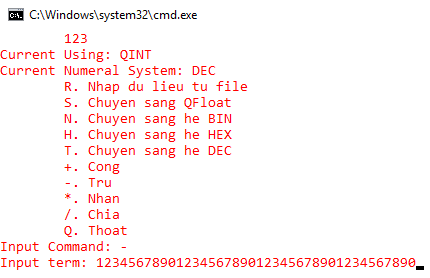 C:\Windows\system32\cmd.exe
123
Current Using: QINT
Current Numeral System: DEC
R. Nhap du lieu tu file
S. Chuyen sang QFloat
N. Chuyen sang he BIN
H. Chuyen sang he HEX
T. Chuyen sang he DEC
+. Cong
-. Tru
*. Nhan
/. Chia
Q. Thoat
Input Command: -
Input term: 1234567890123456789012345678901234567890